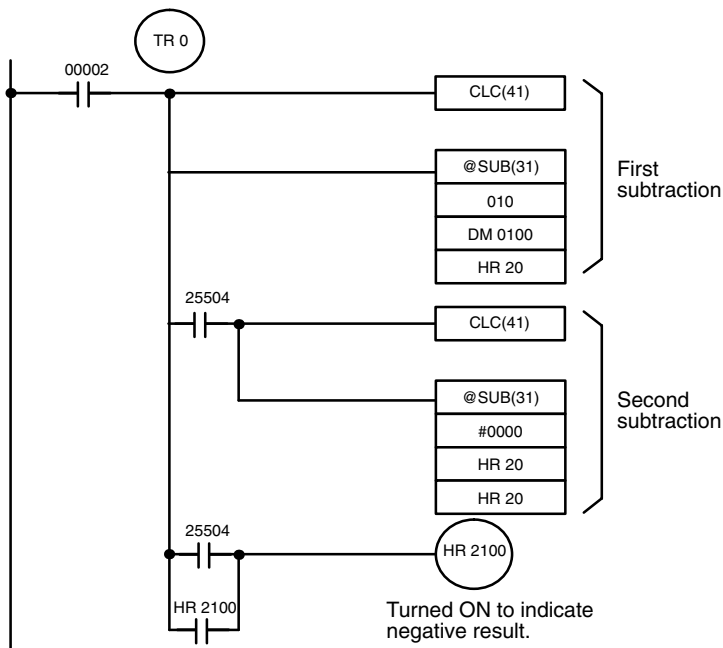 TR 0
00002
CLC(41)
@SUB(31)
010
DM 0100
HR 20
First
subtraction
25504
CLC(41)
@SUB(31)
#0000
HR 20
HR 20
Second
subtraction
25504
HR 2100
HR 2100
Turned ON to indicate
negative result.